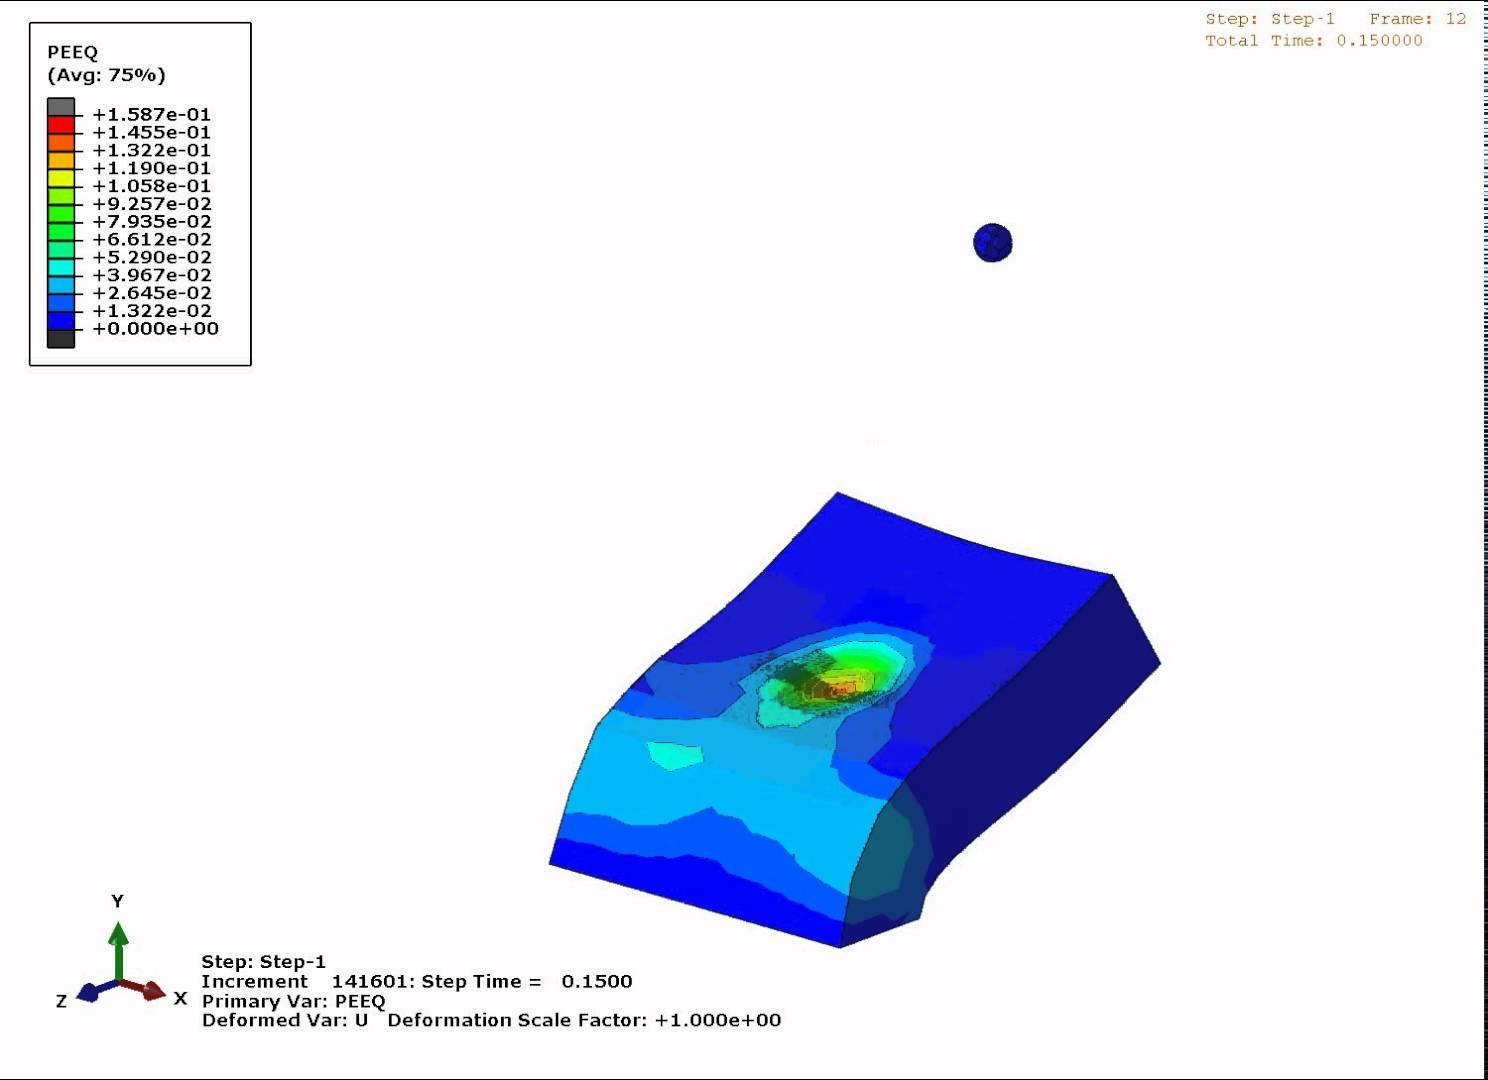 Step: Step-1   Frame: 12
Total Time: 0.150000
PEEQ
(Avg: 75%)
+1.587e-01
+1.455e-01
+1.322e-01
+1.190e-01
+1.058e-01
+9.257e-02
+7.935e-02
+6.612e-02
+5.290e-02
+3.967e-02
+2.645e-02
+1.322e-02
+0.000e+00
Y
Z
X
Step: Step-1
Increment   141601: Step Time =   0.1500
Primary Var: PEEQ
Deformed Var: U   Deformation Scale Factor: +1.000e+00